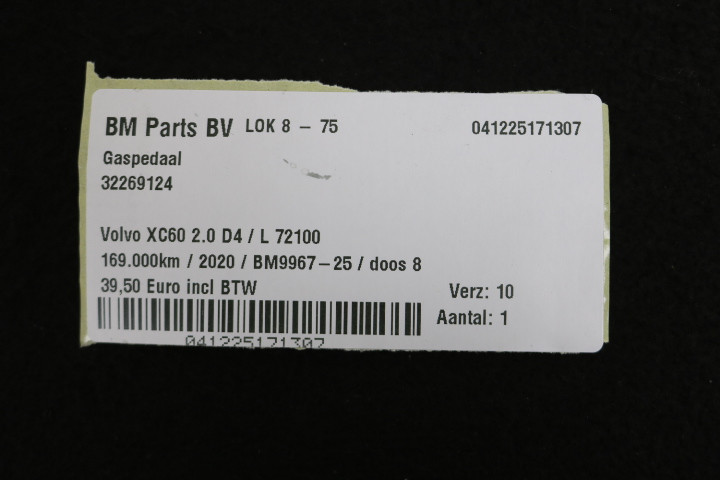 BM Parts BV LOK 8 - 75 041225171307
Gaspedaal
32269124
Volvo XC60 2.0 D4 / L 72100
169.000km / 2020 / BM9967-25 / doos 8
39,50 Euro incl BTW Verz: 10
Aantal: 1
041225171307